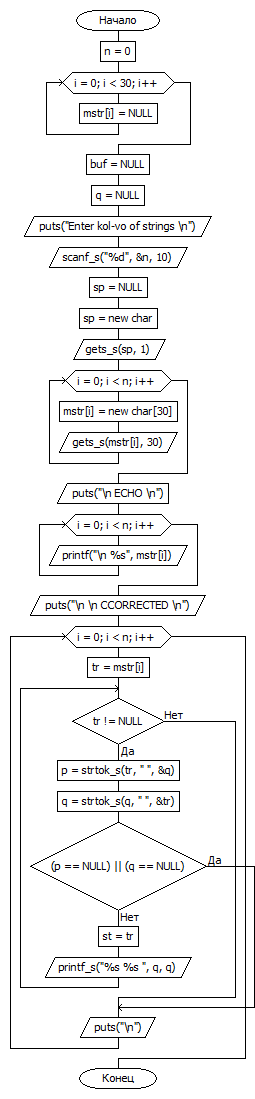 Начало
n = 0
i = 0; i < 30; i++
mstr[i] = NULL
buf = NULL
q = NULL
puts("Enter kol-vo of strings \n")
scanf_s("%d", &n, 10)
sp = NULL
sp = new char
gets_s(sp, 1)
i = 0; i < n; i++
mstr[i] = new char[30]
gets_s(mstr[i], 30)
puts("\n ECHO \n")
i = 0; i < n; i++
printf("\n %s", mstr[i])
puts("\n \n CCORRECTED \n")
i = 0; i < n; i++
tr = mstr[i]
tr != NULL
Нет
Да
p = strtok_s(tr, " ", &q)
q = strtok_s(q, " ", &tr)
(p == NULL) || (q == NULL)
Да
Нет
st = tr
printf_s("%s %s ", q, q)
puts("\n")
Конец